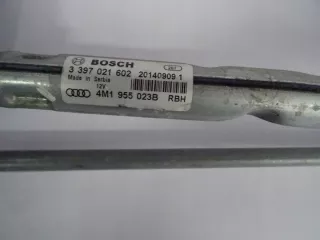 BOSCH
3 397 021 602 20140909 1
Made in Serbia
12V
4M1 955 023B RBH